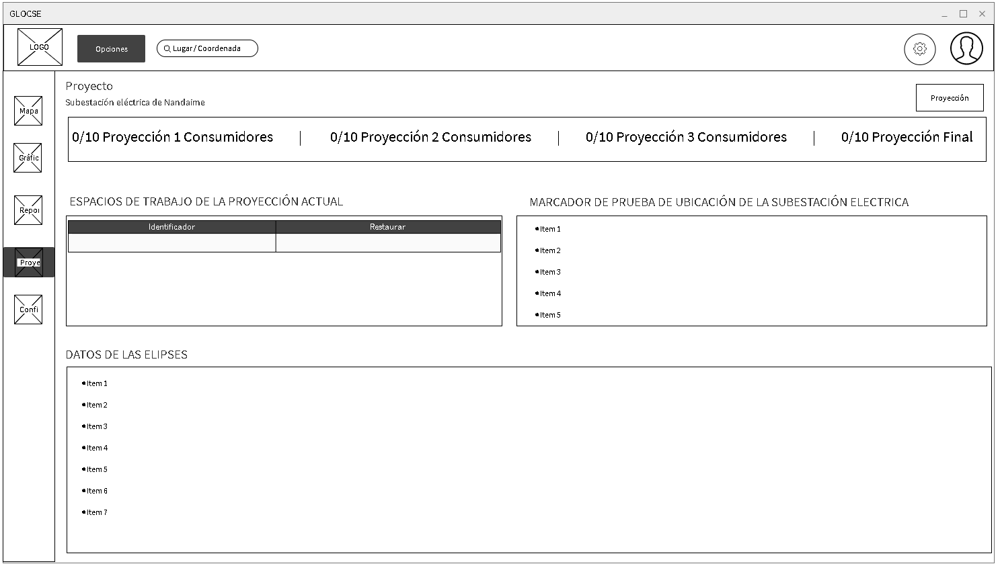 GLOCSE
LOGO
Opciones
Lugar / Coordenada
Mapa
Gráfic
Repor
Proye
Confi
Proyecto
Subestación eléctrica de Nandaime
Proyección
0/10 Proyección 1 Consumidores | 0/10 Proyección 2 Consumidores | 0/10 Proyección 3 Consumidores | 0/10 Proyección Final
ESPACIOS DE TRABAJO DE LA PROYECCIÓN ACTUAL
Identificador Restaurar
MARCADOR DE PRUEBA DE UBICACIÓN DE LA SUBESTACIÓN ELECTRICA
Item 1
Item 2
Item 3
Item 4
Item 5
DATOS DE LAS ELIPSES
Item 1
Item 2
Item 3
Item 4
Item 5
Item 6
Item 7